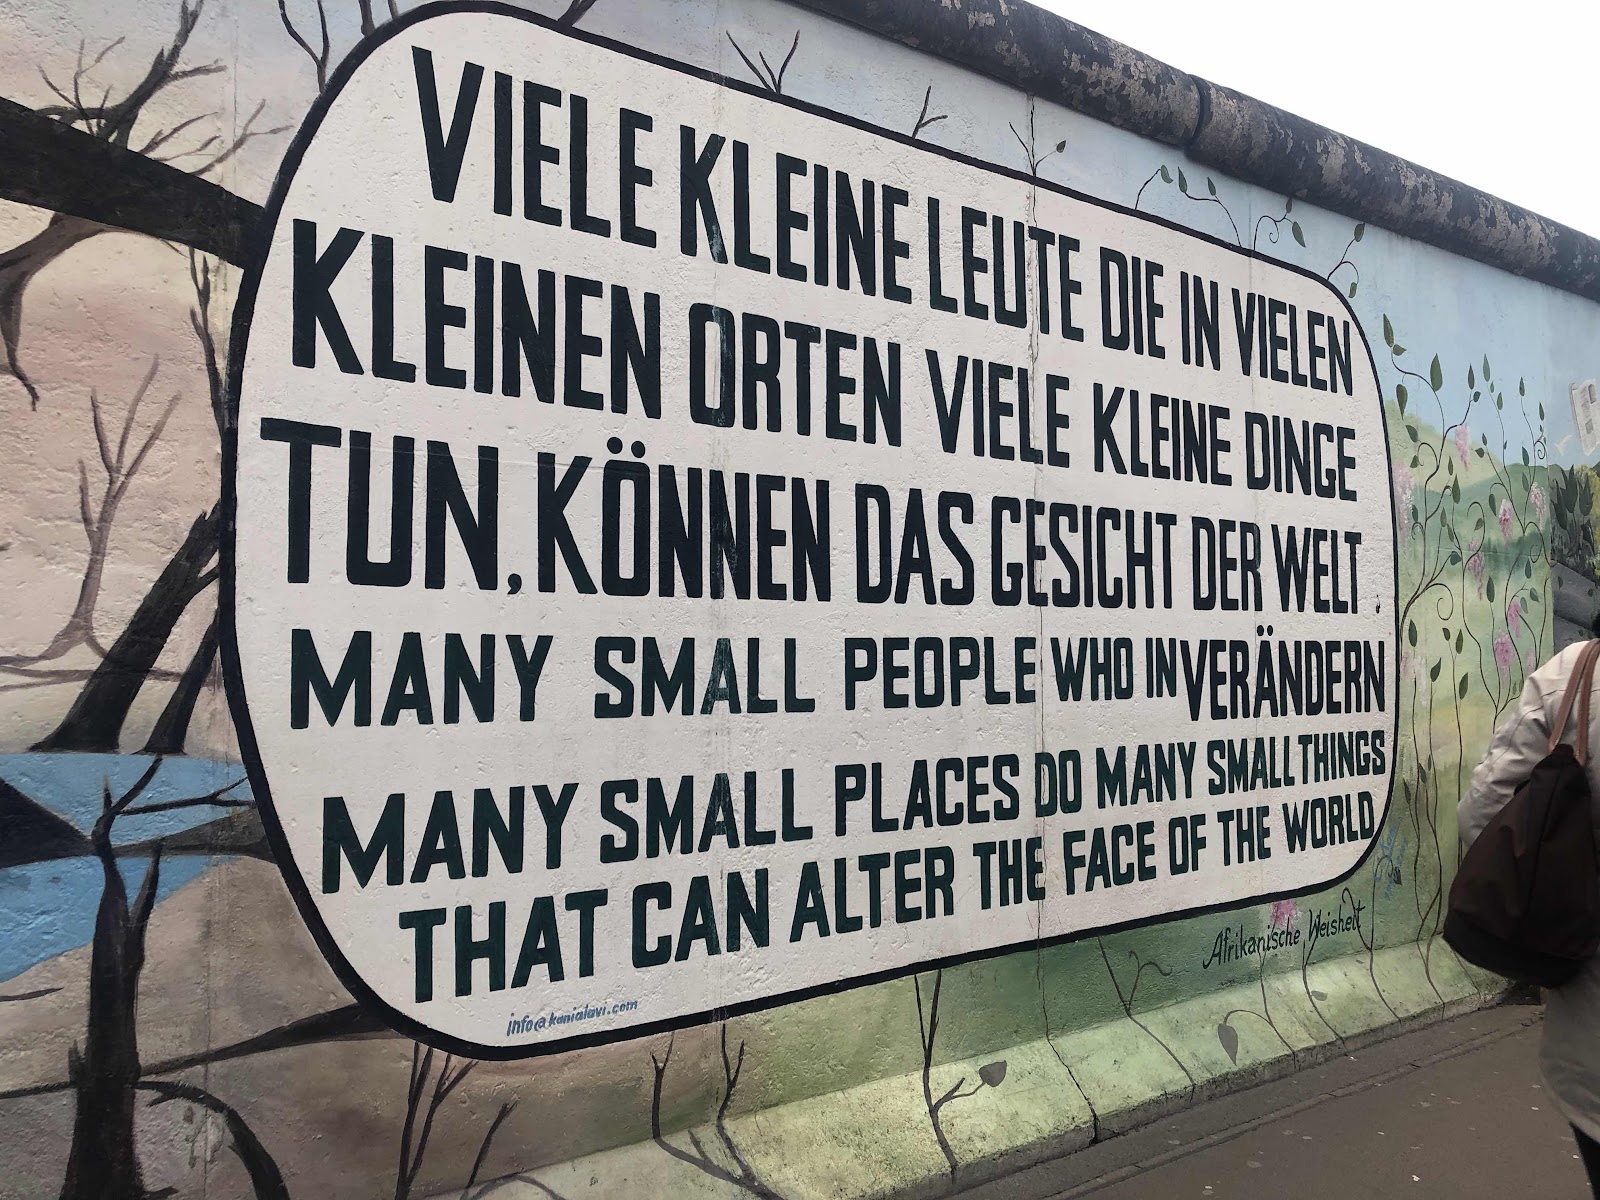 VIELE KLEINE LEUTE DIE IN VIELEN
KLEINEN ORTEN VIELE KLEINE DINGE
TUN, KÖNNEN DAS GESICHT DER WELT
VERÄNDERN
MANY SMALL PEOPLE WHO IN
MANY SMALL PLACES DO MANY SMALL THINGS
THAT CAN ALTER THE FACE OF THE WORLD
info@kanialavi.com
Afrikanische Weisheit